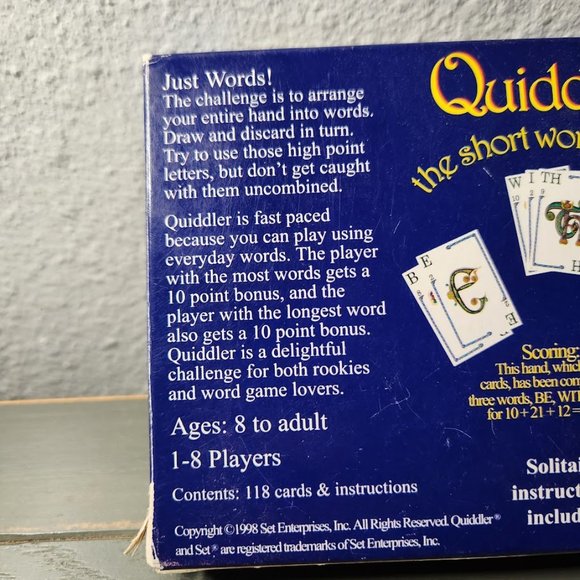 Just Words!
The challenge is to arrange
your entire hand into words.
Draw and discard in turn.
Try to use those high point
letters, but don't get caught
with them uncombined.
Quiddler is fast paced
because you can play using
everyday words. The player
with the most words gets a
10 point bonus, and the
player with the longest word
also gets a 10 point bonus.
Quiddler is a delightful
challenge for both rookies
and word game lovers.
Ages: 8 to adult
1-8 Players
Contents: 118 cards & instructions
Copyright ©1998 Set Enterprises, Inc. All Rights Reserved. Quiddler®
and Set® are registered trademarks of Set Enterprises, Inc.
Quidd
the short wor
W I T H
B E
E
Scoring:
This hand, which
cards, has been com
three words, BE, WIT
for 10 + 21 + 12 =
Solitai
instruct
includ